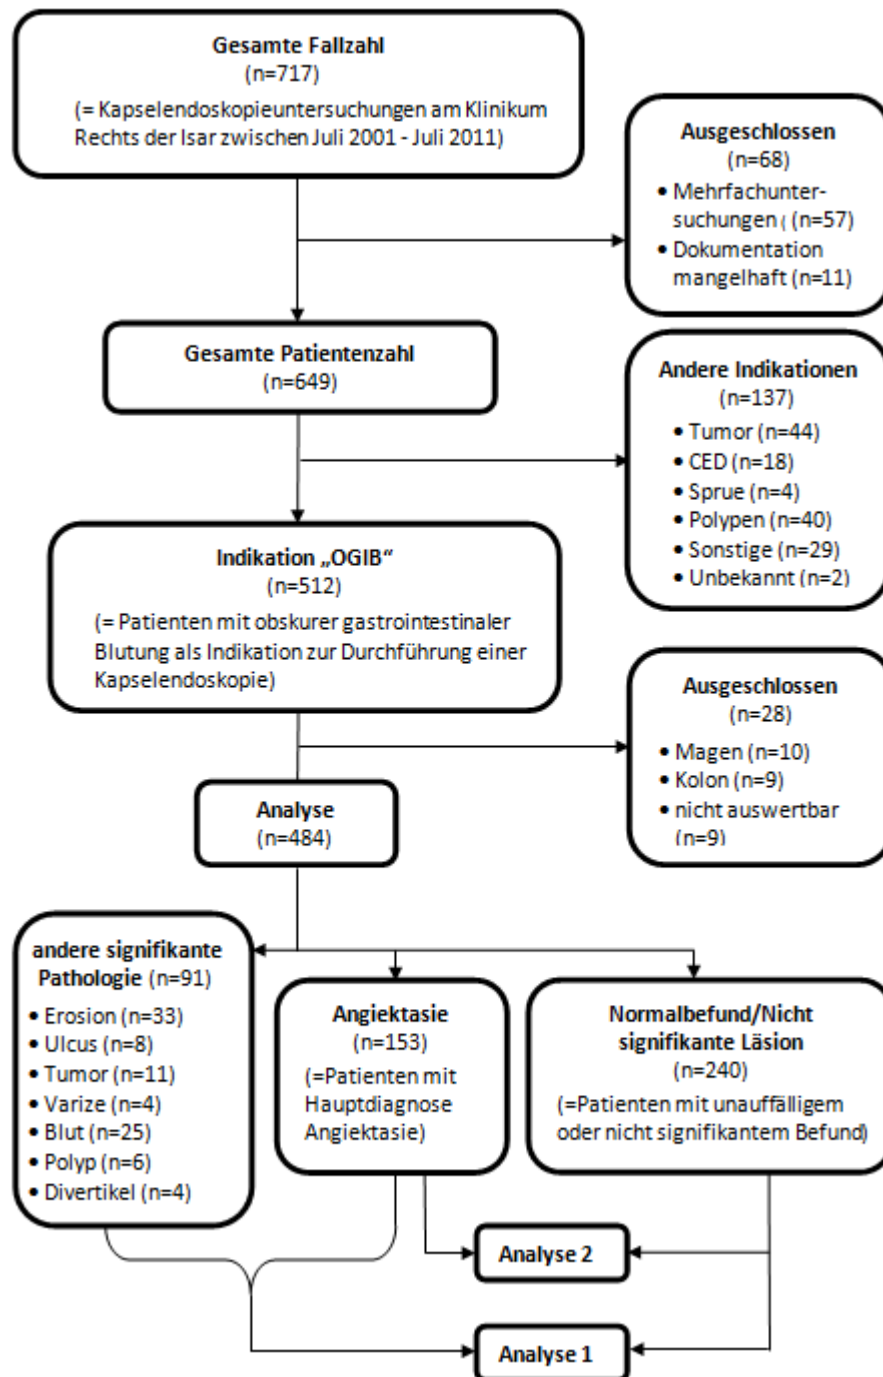 Gesamte Fallzahl
(n=717)
(= Kapselendoskopieuntersuchungen am Klinikum
Rechts der Isar zwischen Juli 2001 - Juli 2011)
Ausgeschlossen
(n=68)
• Mehrfachunter-
suchungen ( (n=57)
• Dokumentation
mangelhaft (n=11)
Gesamte Patientenzahl
(n=649)
Andere Indikationen
(n=137)
• Tumor (n=44)
• CED (n=18)
• Sprue (n=4)
• Polypen (n=40)
• Sonstige (n=29)
• Unbekannt (n=2)
Indikation „OGIB“
(n=512)
(= Patienten mit obskurer gastrointestinaler
Blutung als Indikation zur Durchführung einer
Kapselendoskopie)
Ausgeschlossen
(n=28)
• Magen (n=10)
• Kolon (n=9)
• nicht auswertbar
(n=9)
Analyse
(n=484)
andere signifikante
Pathologie (n=91)
• Erosion (n=33)
• Ulcus (n=8)
• Tumor (n=11)
• Varize (n=4)
• Blut (n=25)
• Polyp (n=6)
• Divertikel (n=4)
Angiektasie
(n=153)
(=Patienten mit
Hauptdiagnose
Angiektasie)
Normalbefund/Nicht
signifikante Läsion
(n=240)
(=Patienten mit unauffälligem
oder nicht signifikantem Befund)
Analyse 2
Analyse 1